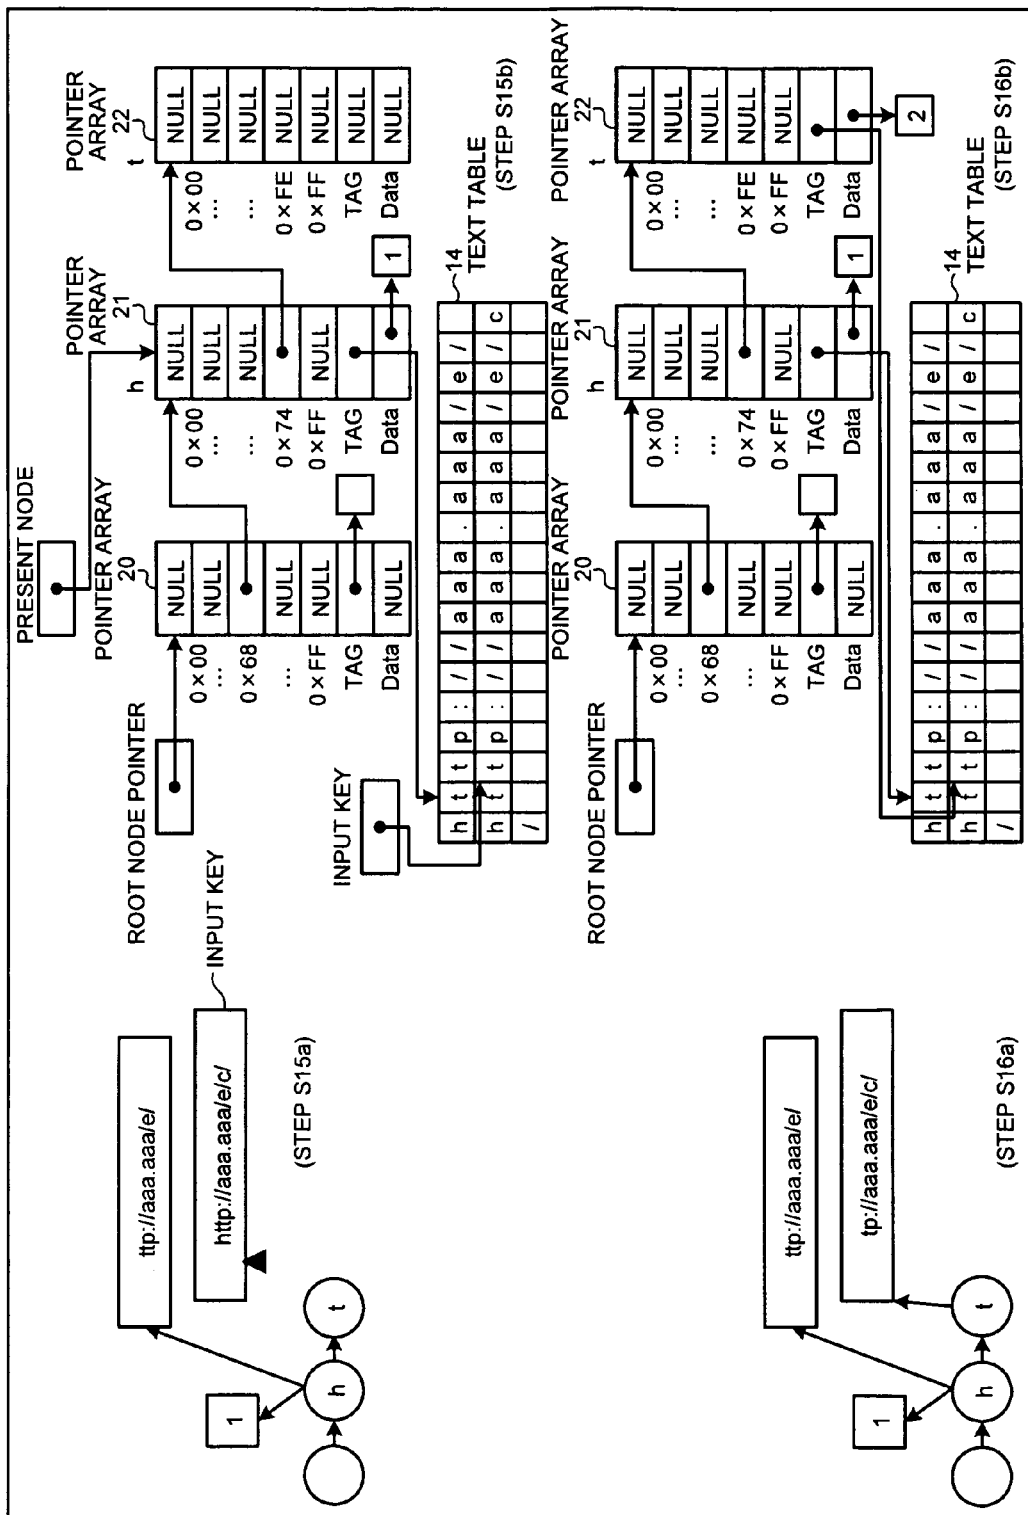 PRESENT NODE
ROOT NODE POINTER
POINTER ARRAY
20
0×00 NULL
... NULL
0×68
... NULL
0×FF NULL
TAG
Data NULL
POINTER ARRAY
21
h
0×00 NULL
... NULL
... NULL
0×74
0×FF NULL
TAG
Data
1
POINTER ARRAY
22
t
0×00 NULL
... NULL
... NULL
0×FE NULL
0×FF NULL
TAG NULL
Data NULL
ttp://aaa.aaa/e/
http://aaa.aaa/e/c/
INPUT KEY
1
h
t
(STEP S15a)
INPUT KEY
h t t p : / / a a a . a a a / e /
h t t p : / / a a a . a a a / e / c
/
14
TEXT TABLE
(STEP S15b)
ROOT NODE POINTER
POINTER ARRAY
20
0×00 NULL
... NULL
0×68
... NULL
0×FF NULL
TAG
Data NULL
POINTER ARRAY
21
h
0×00 NULL
... NULL
... NULL
0×74
0×FF NULL
TAG
Data
1
POINTER ARRAY
22
t
0×00 NULL
... NULL
... NULL
0×FE NULL
0×FF NULL
TAG
Data
2
ttp://aaa.aaa/e/
tp://aaa.aaa/e/c/
1
h
t
(STEP S16a)
h t t p : / / a a a . a a a / e /
h t t p : / / a a a . a a a / e / c
/
14
TEXT TABLE
(STEP S16b)